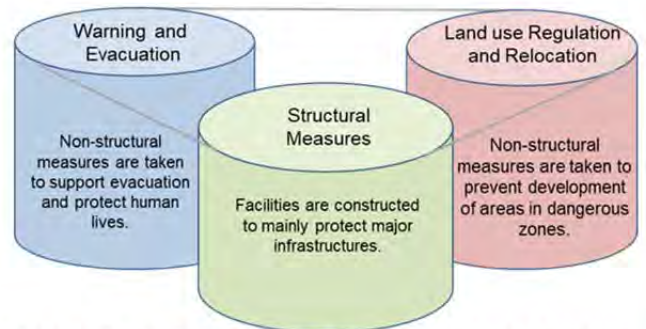 Warning and
Evacuation
Non-structural
measures are taken
to support evacuation
and protect human
lives.
Structural
Measures
Facilities are constructed
to mainly protect major
infrastructures.
Land use Regulation
and Relocation
Non-structural
measures are taken to
prevent development
of areas in dangerous
zones.